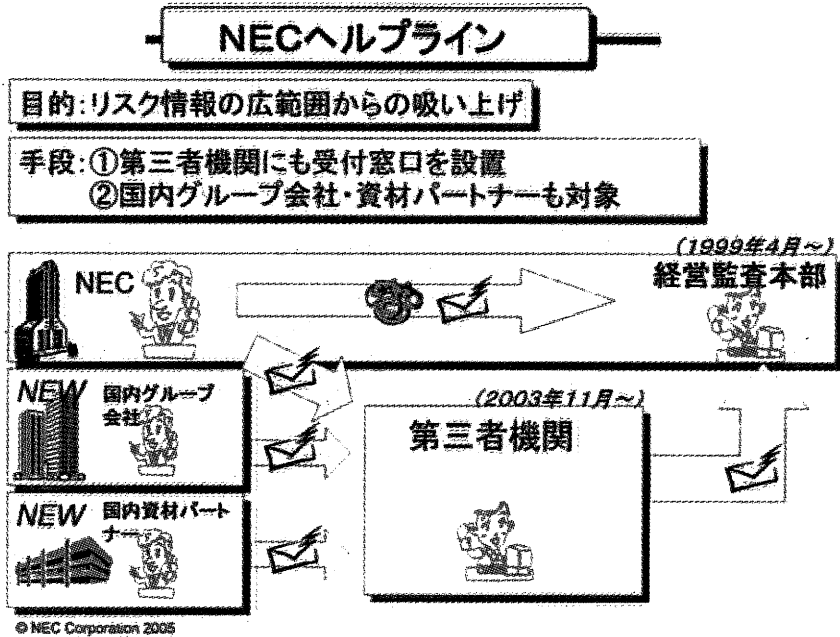 NECヘルプライン
目的:リスク情報の広範囲からの吸い上げ
手段:①第三者機関にも受付窓口を設置
②国内グループ会社・資材パートナーも対象
(1999年4月~)
NEC
経営監査本部
NEW 国内グループ
会社
(2003年11月~)
第三者機関
NEW 国内資材パート
ナー
© NEC Corporation 2005